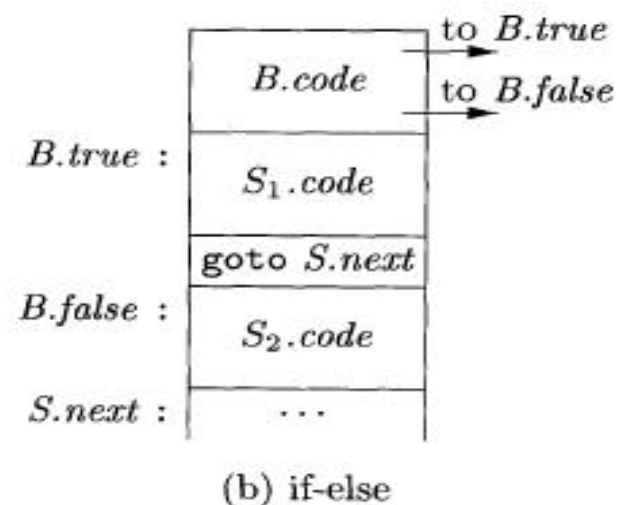 to B.true
B.code
to B.false
B.true :
S₁.code
goto S.next
B.false :
S₂.code
S.next :
...
(b) if-else